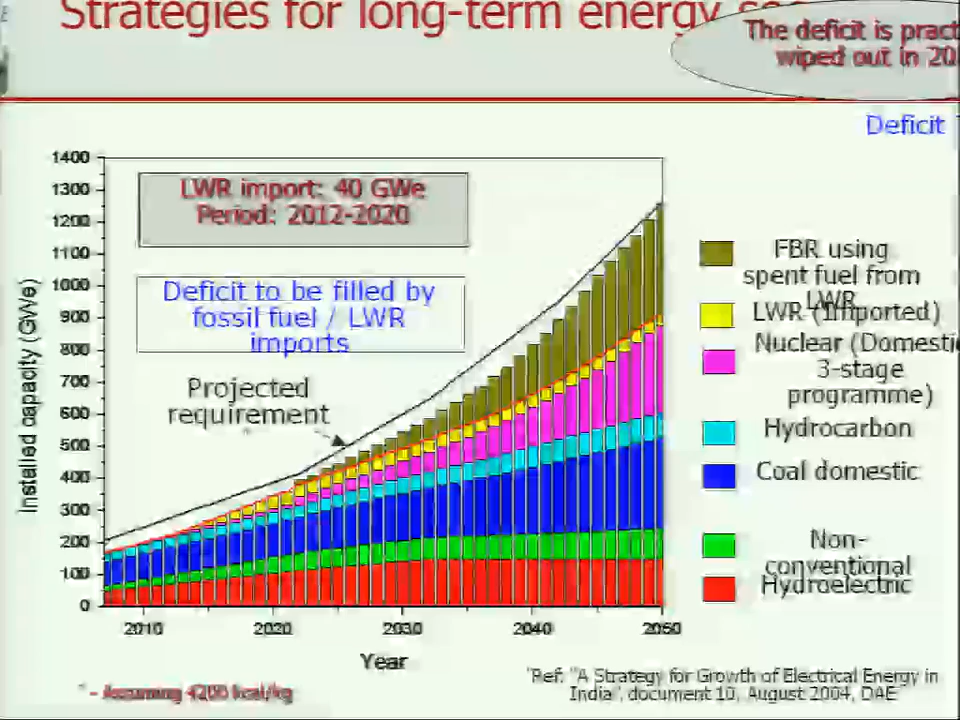 Strategies for long-term energy
The deficit is
wiped out in
Deficit
LWR import: 40 GWe
Period: 2012-2020
Deficit to be filled by
fossil fuel / LWR
imports
Projected
requirement
Installed capacity (GWe)
1400
1300
1200
1100
1000
900
800
700
600
500
400
300
200
100
0
2010
2020
2030
2040
2050
Year
FBR using
spent fuel from
LWR
LWR (Imported)
Nuclear (Domestic
3-stage
programme)
Hydrocarbon
Coal domestic
Non-
conventional
Hydroelectric
* - Assuming 4200 kcal/kg
"Ref: "A Strategy for Growth of Electrical Energy in
India", document 10, August 2004, DAE"